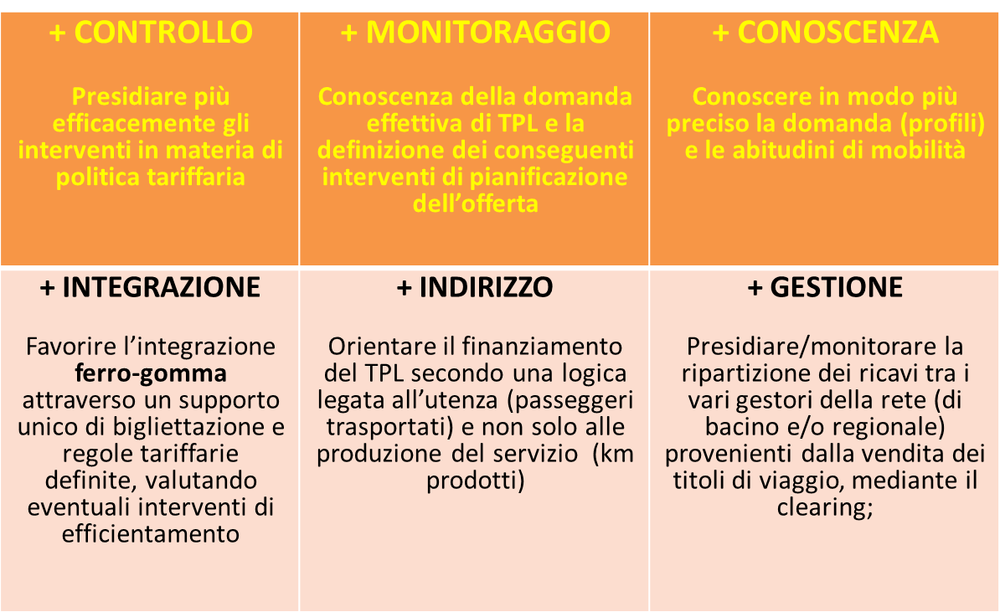 + CONTROLLO
Presidiare più
efficacemente gli
interventi in materia di
politica tariffaria
+ MONITORAGGIO
Conoscenza della domanda
effettiva di TPL e la
definizione dei conseguenti
interventi di pianificazione
dell'offerta
+ CONOSCENZA
Conoscere in modo più
preciso la domanda (profili)
e le abitudini di mobilità
+ INTEGRAZIONE
Favorire l'integrazione
ferro-gomma
attraverso un supporto
unico di bigliettazione e
regole tariffarie
definite, valutando
eventuali interventi di
efficientamento
+ INDIRIZZO
Orientare il finanziamento
del TPL secondo una logica
legata all'utenza (passeggeri
trasportati) e non solo alle
produzione del servizio (km
prodotti)
+ GESTIONE
Presidiare/monitorare la
ripartizione dei ricavi tra i
vari gestori della rete (di
bacino e/o regionale)
provenienti dalla vendita dei
titoli di viaggio, mediante il
clearing;